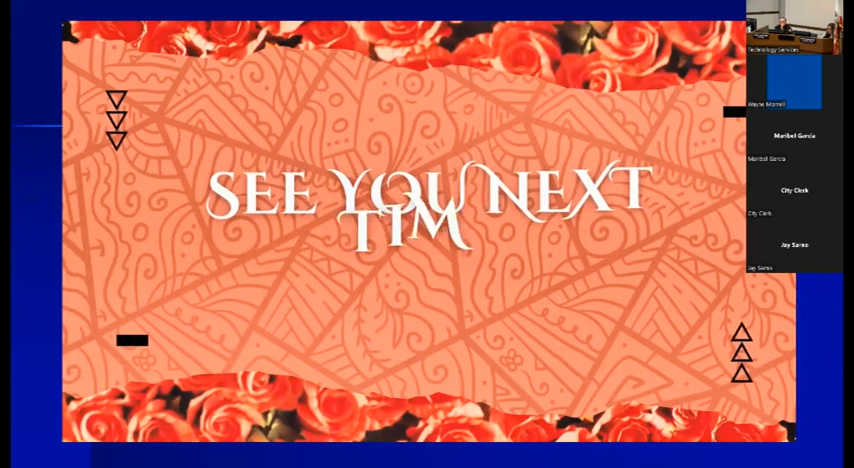 SEE YOU NEXT
TIM
Technology Services
Wayne Morrell
Maribel Garcia
Maribel Garcia
City Clerk
City Clerk
Jay Sarno
Jay Sarno